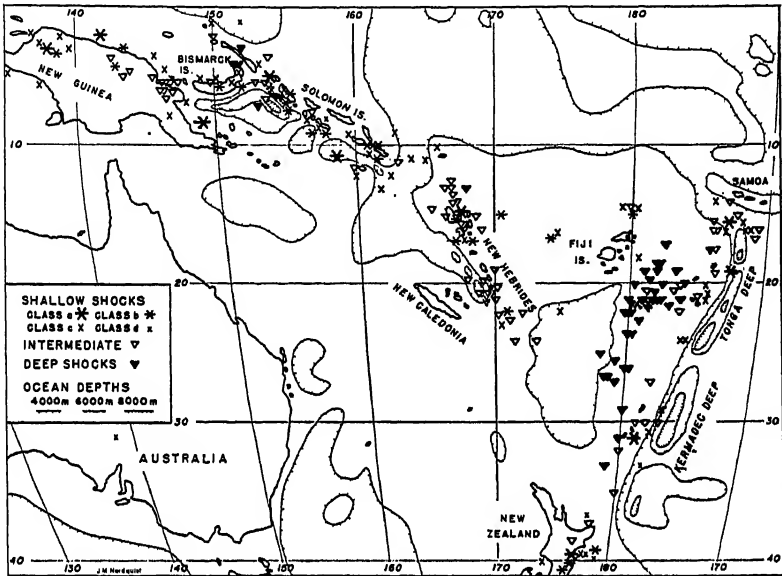 140 150 160 170 180 170
BISMARCK
IS.
NEW GUINEA
SOLOMON IS.
10 10
SAMOA
FIJI
IS.
NEW HEBRIDES
SHALLOW SHOCKS
CLASS a CLASS b
CLASS c CLASS d
INTERMEDIATE
DEEP SHOCKS
OCEAN DEPTHS
4000m 6000m 8000m
20 20
NEW CALEDONIA
TONGA DEEP
30 30
KERMADEC DEEP
AUSTRALIA
NEW
ZEALAND
40 40
J.M. Nordquist
130 140 150 160 170 180 170